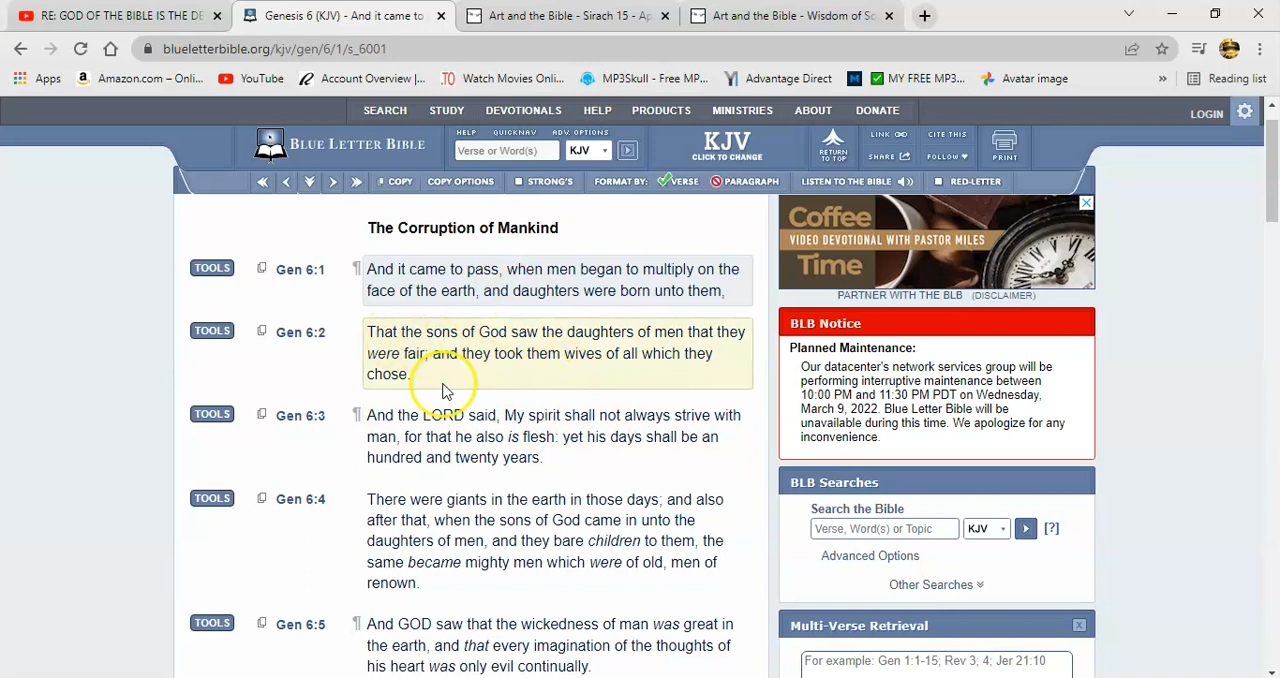 RE: GOD OF THE BIBLE IS THE DE
Genesis 6 (KJV) - And it came to
Art and the Bible - Sirach 15 - Ap
Art and the Bible - Wisdom of So
blueletterbible.org/kjv/gen/6/1/s_6001
Apps
Amazon.com – Onli...
YouTube
Account Overview |...
Watch Movies Onli...
MP3Skull - Free MP...
Advantage Direct
MY FREE MP3...
Avatar image
»
Reading list
SEARCH STUDY DEVOTIONALS HELP PRODUCTS MINISTRIES ABOUT DONATE
LOGIN
BLUE LETTER BIBLE
HELP QUICKNAV ADV. OPTIONS
Verse or Word(s)
KJV
KJV
CLICK TO CHANGE
RETURN
TO TOP
LINK
CITE THIS
SHARE
FOLLOW
PRINT
COPY COPY OPTIONS STRONG'S FORMAT BY: VERSE PARAGRAPH LISTEN TO THE BIBLE RED-LETTER
The Corruption of Mankind
TOOLS Gen 6:1 ¶ And it came to pass, when men began to multiply on the
face of the earth, and daughters were born unto them,
TOOLS Gen 6:2 That the sons of God saw the daughters of men that they
were fair; and they took them wives of all which they
chose.
TOOLS Gen 6:3 ¶ And the LORD said, My spirit shall not always strive with
man, for that he also is flesh: yet his days shall be an
hundred and twenty years.
TOOLS Gen 6:4 There were giants in the earth in those days; and also
after that, when the sons of God came in unto the
daughters of men, and they bare children to them, the
same became mighty men which were of old, men of
renown.
TOOLS Gen 6:5 ¶ And GOD saw that the wickedness of man was great in
the earth, and that every imagination of the thoughts of
his heart was only evil continually.
Coffee
VIDEO DEVOTIONAL WITH PASTOR MILES
Time
PARTNER WITH THE BLB (DISCLAIMER)
BLB Notice
Planned Maintenance:
Our datacenter's network services group will be
performing interruptive maintenance between
10:00 PM and 11:30 PM PDT on Wednesday,
March 9, 2022. Blue Letter Bible will be
unavailable during this time. We apologize for any
inconvenience.
BLB Searches
Search the Bible
Verse, Word(s) or Topic
KJV
[?]
Advanced Options
Other Searches
Multi-Verse Retrieval
x
For example: Gen 1:1-15; Rev 3; 4; Jer 21:10